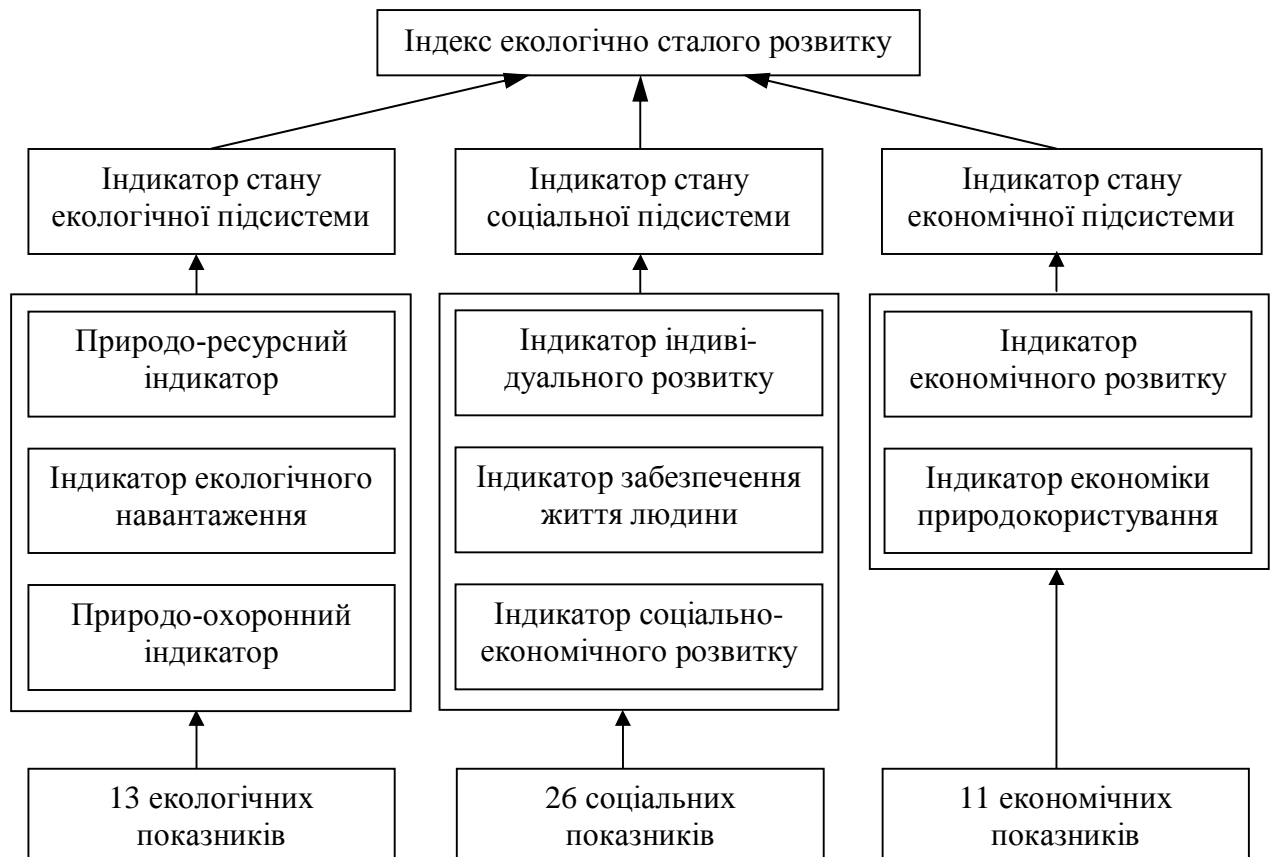 Індекс екологічно сталого розвитку
Індикатор стану
екологічної підсистеми
Індикатор стану
соціальної підсистеми
Індикатор стану
економічної підсистеми
Природо-ресурсний
індикатор
Індикатор екологічного
навантаження
Природо-охоронний
індикатор
Індикатор індиві-
дуального розвитку
Індикатор забезпечення
життя людини
Індикатор соціально-
економічного розвитку
Індикатор
економічного розвитку
Індикатор економіки
природокористування
13 екологічних
показників
26 соціальних
показників
11 економічних
показників